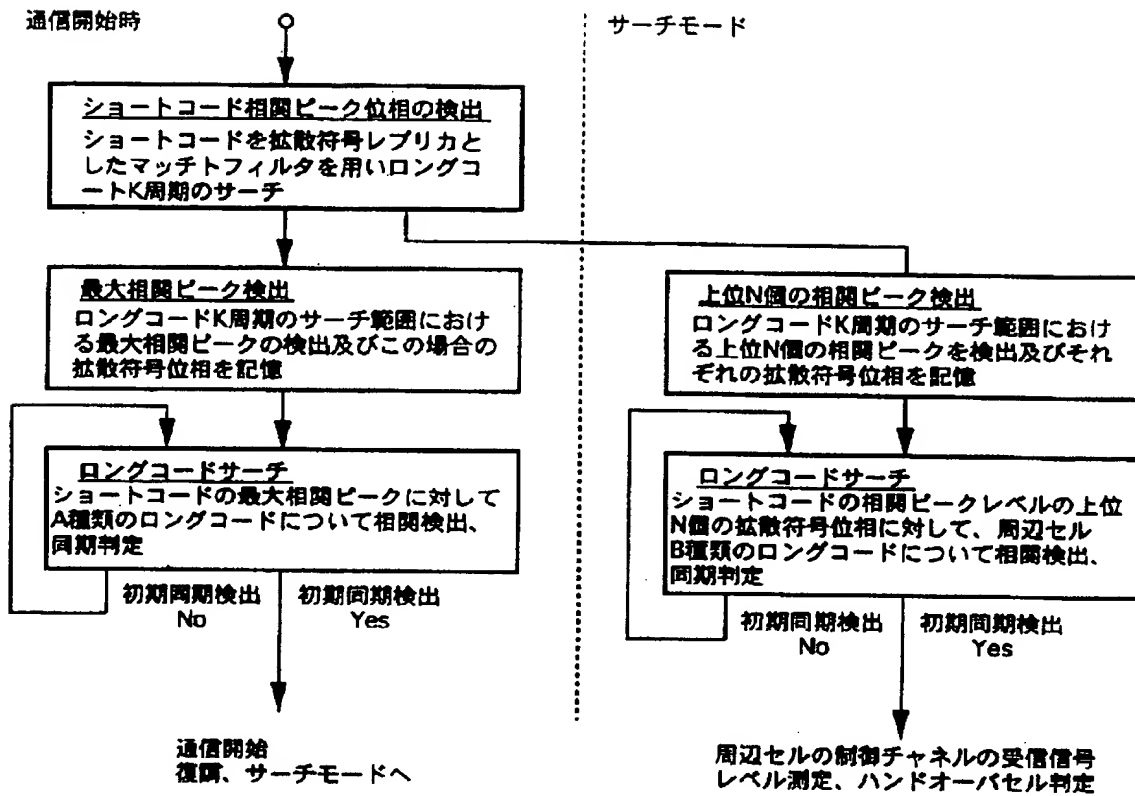 通信開始時
サーチモード
ショートコード相関ピーク位相の検出
ショートコードを拡散符号レプリカと
したマッチトフィルタを用いロングコ
ートK周期のサーチ
最大相関ピーク検出
ロングコードK周期のサーチ範囲におけ
る最大相関ピークの検出及びこの場合の
拡散符号位相を記憶
ロングコードサーチ
ショートコードの最大相関ピークに対して
A種類のロングコードについて相関検出、
同期判定
初期同期検出
No
初期同期検出
Yes
通信開始
復調、サーチモードへ
上位N個の相関ピーク検出
ロングコードK周期のサーチ範囲におけ
る上位N個の相関ピークを検出及びそれ
ぞれの拡散符号位相を記憶
ロングコードサーチ
ショートコードの相関ピークレベルの上位
N個の拡散符号位相に対して、周辺セル
B種類のロングコードについて相関検出、
同期判定
初期同期検出
No
初期同期検出
Yes
周辺セルの制御チャネルの受信信号
レベル測定、ハンドオーバセル判定